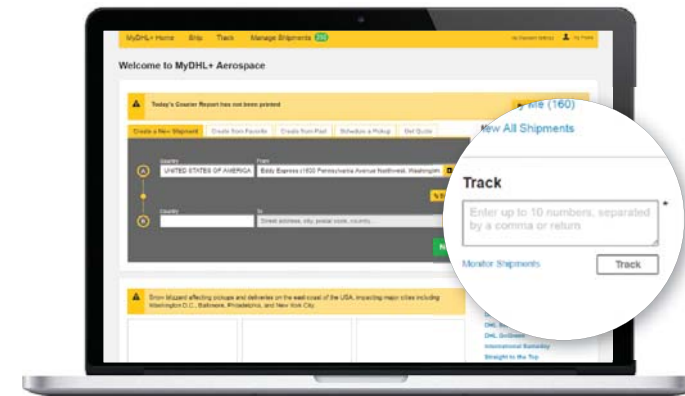 MyDHL+ Home Ship Track Manage Shipments
Welcome to MyDHL+ Aerospace
Today's Courier Report has not been printed
Create a New Shipment Create from Favorite Create from Past Schedule a Pickup Get Quote
Country From
A UNITED STATES OF AMERICA Eddy Express (1600 Pennsylvania Avenue Northwest, Washington
Country To
B Street address, city, postal code, country...
Snow blizzard affecting pickups and deliveries on the east coast of the USA, impacting major cities including
Washington D.C., Baltimore, Philadelphia, and New York City.
Me (160)
View All Shipments
Track
Enter up to 10 numbers, separated
by a comma or return
Monitor Shipments Track
International Sameday
Straight to the Top